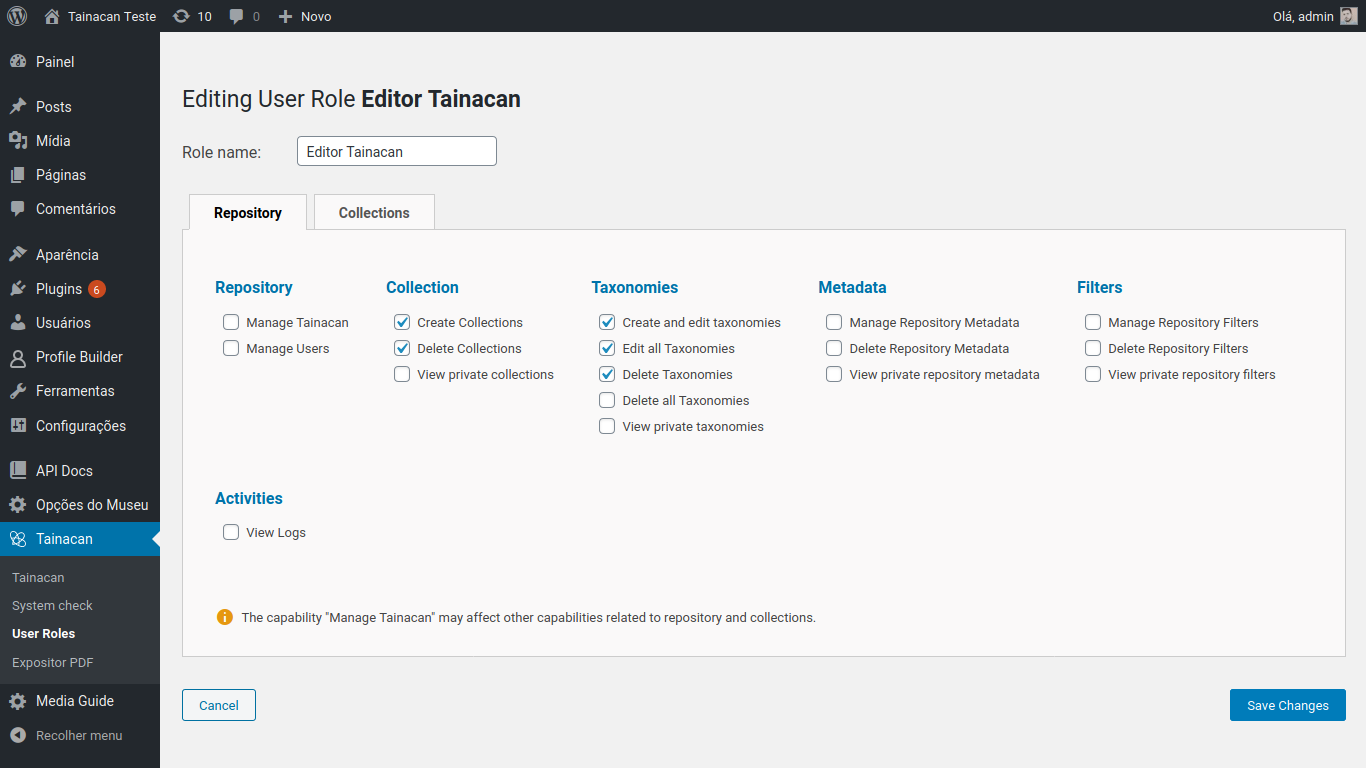 Tainacan Teste 10 0 Novo Olá, admin
Painel
Posts
Mídia
Páginas
Comentários
Aparência
Plugins 6
Usuários
Profile Builder
Ferramentas
Configurações
API Docs
Opções do Museu
Tainacan
Tainacan
System check
User Roles
Expositor PDF
Media Guide
Recolher menu
Editing User Role Editor Tainacan
Role name: Editor Tainacan
Repository Collections
Repository
Manage Tainacan
Manage Users
Collection
Create Collections
Delete Collections
View private collections
Taxonomies
Create and edit taxonomies
Edit all Taxonomies
Delete Taxonomies
Delete all Taxonomies
View private taxonomies
Metadata
Manage Repository Metadata
Delete Repository Metadata
View private repository metadata
Filters
Manage Repository Filters
Delete Repository Filters
View private repository filters
Activities
View Logs
The capability "Manage Tainacan" may affect other capabilities related to repository and collections.
Cancel Save Changes